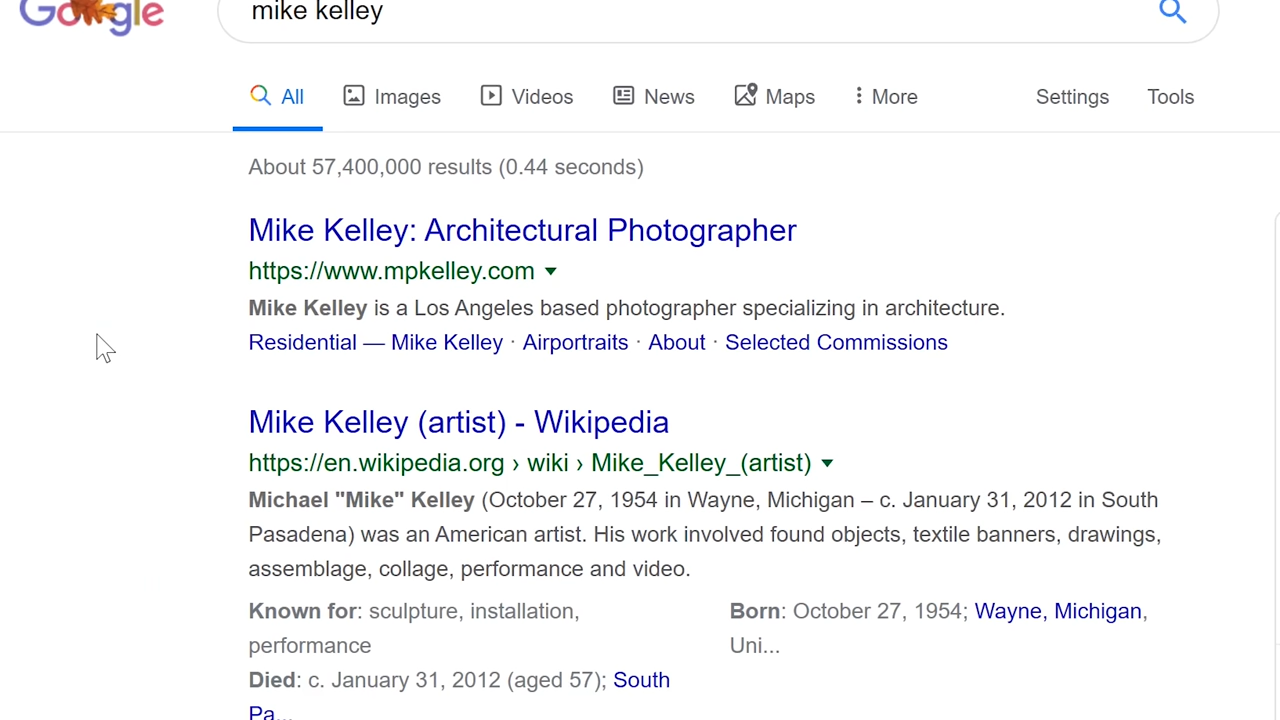 Google
mike kelley
All Images Videos News Maps More Settings Tools
About 57,400,000 results (0.44 seconds)
Mike Kelley: Architectural Photographer
https://www.mpkelley.com
Mike Kelley is a Los Angeles based photographer specializing in architecture.
Residential — Mike Kelley · Airportraits · About · Selected Commissions
Mike Kelley (artist) - Wikipedia
https://en.wikipedia.org › wiki › Mike_Kelley_(artist)
Michael "Mike" Kelley (October 27, 1954 in Wayne, Michigan – c. January 31, 2012 in South
Pasadena) was an American artist. His work involved found objects, textile banners, drawings,
assemblage, collage, performance and video.
Known for: sculpture, installation,
performance
Born: October 27, 1954; Wayne, Michigan,
Uni...
Died: c. January 31, 2012 (aged 57); South
Pa...